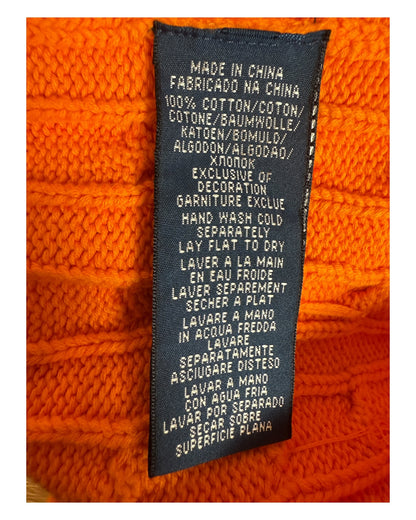 MADE IN CHINA
FABRICADO NA CHINA
100% COTTON/COTON/
COTONE/BAUMWOLLE/
KATOEN/BOMULD/
ALGODON/ALGODAO/
ХЛОПОК
EXCLUSIVE OF
DECORATION
GARNITURE EXCLUE
HAND WASH COLD
SEPARATELY
LAY FLAT TO DRY
LAVER A LA MAIN
EN EAU FROIDE
LAVER SEPAREMENT
SECHER A PLAT
LAVARE A MANO
IN ACQUA FREDDA
LAVARE
SEPARATAMENTE
ASCIUGARE DISTESO
LAVAR A MANO
CON AGUA FRIA
LAVAR POR SEPARADO
SECAR SOBRE
SUPERFICIE PLANA